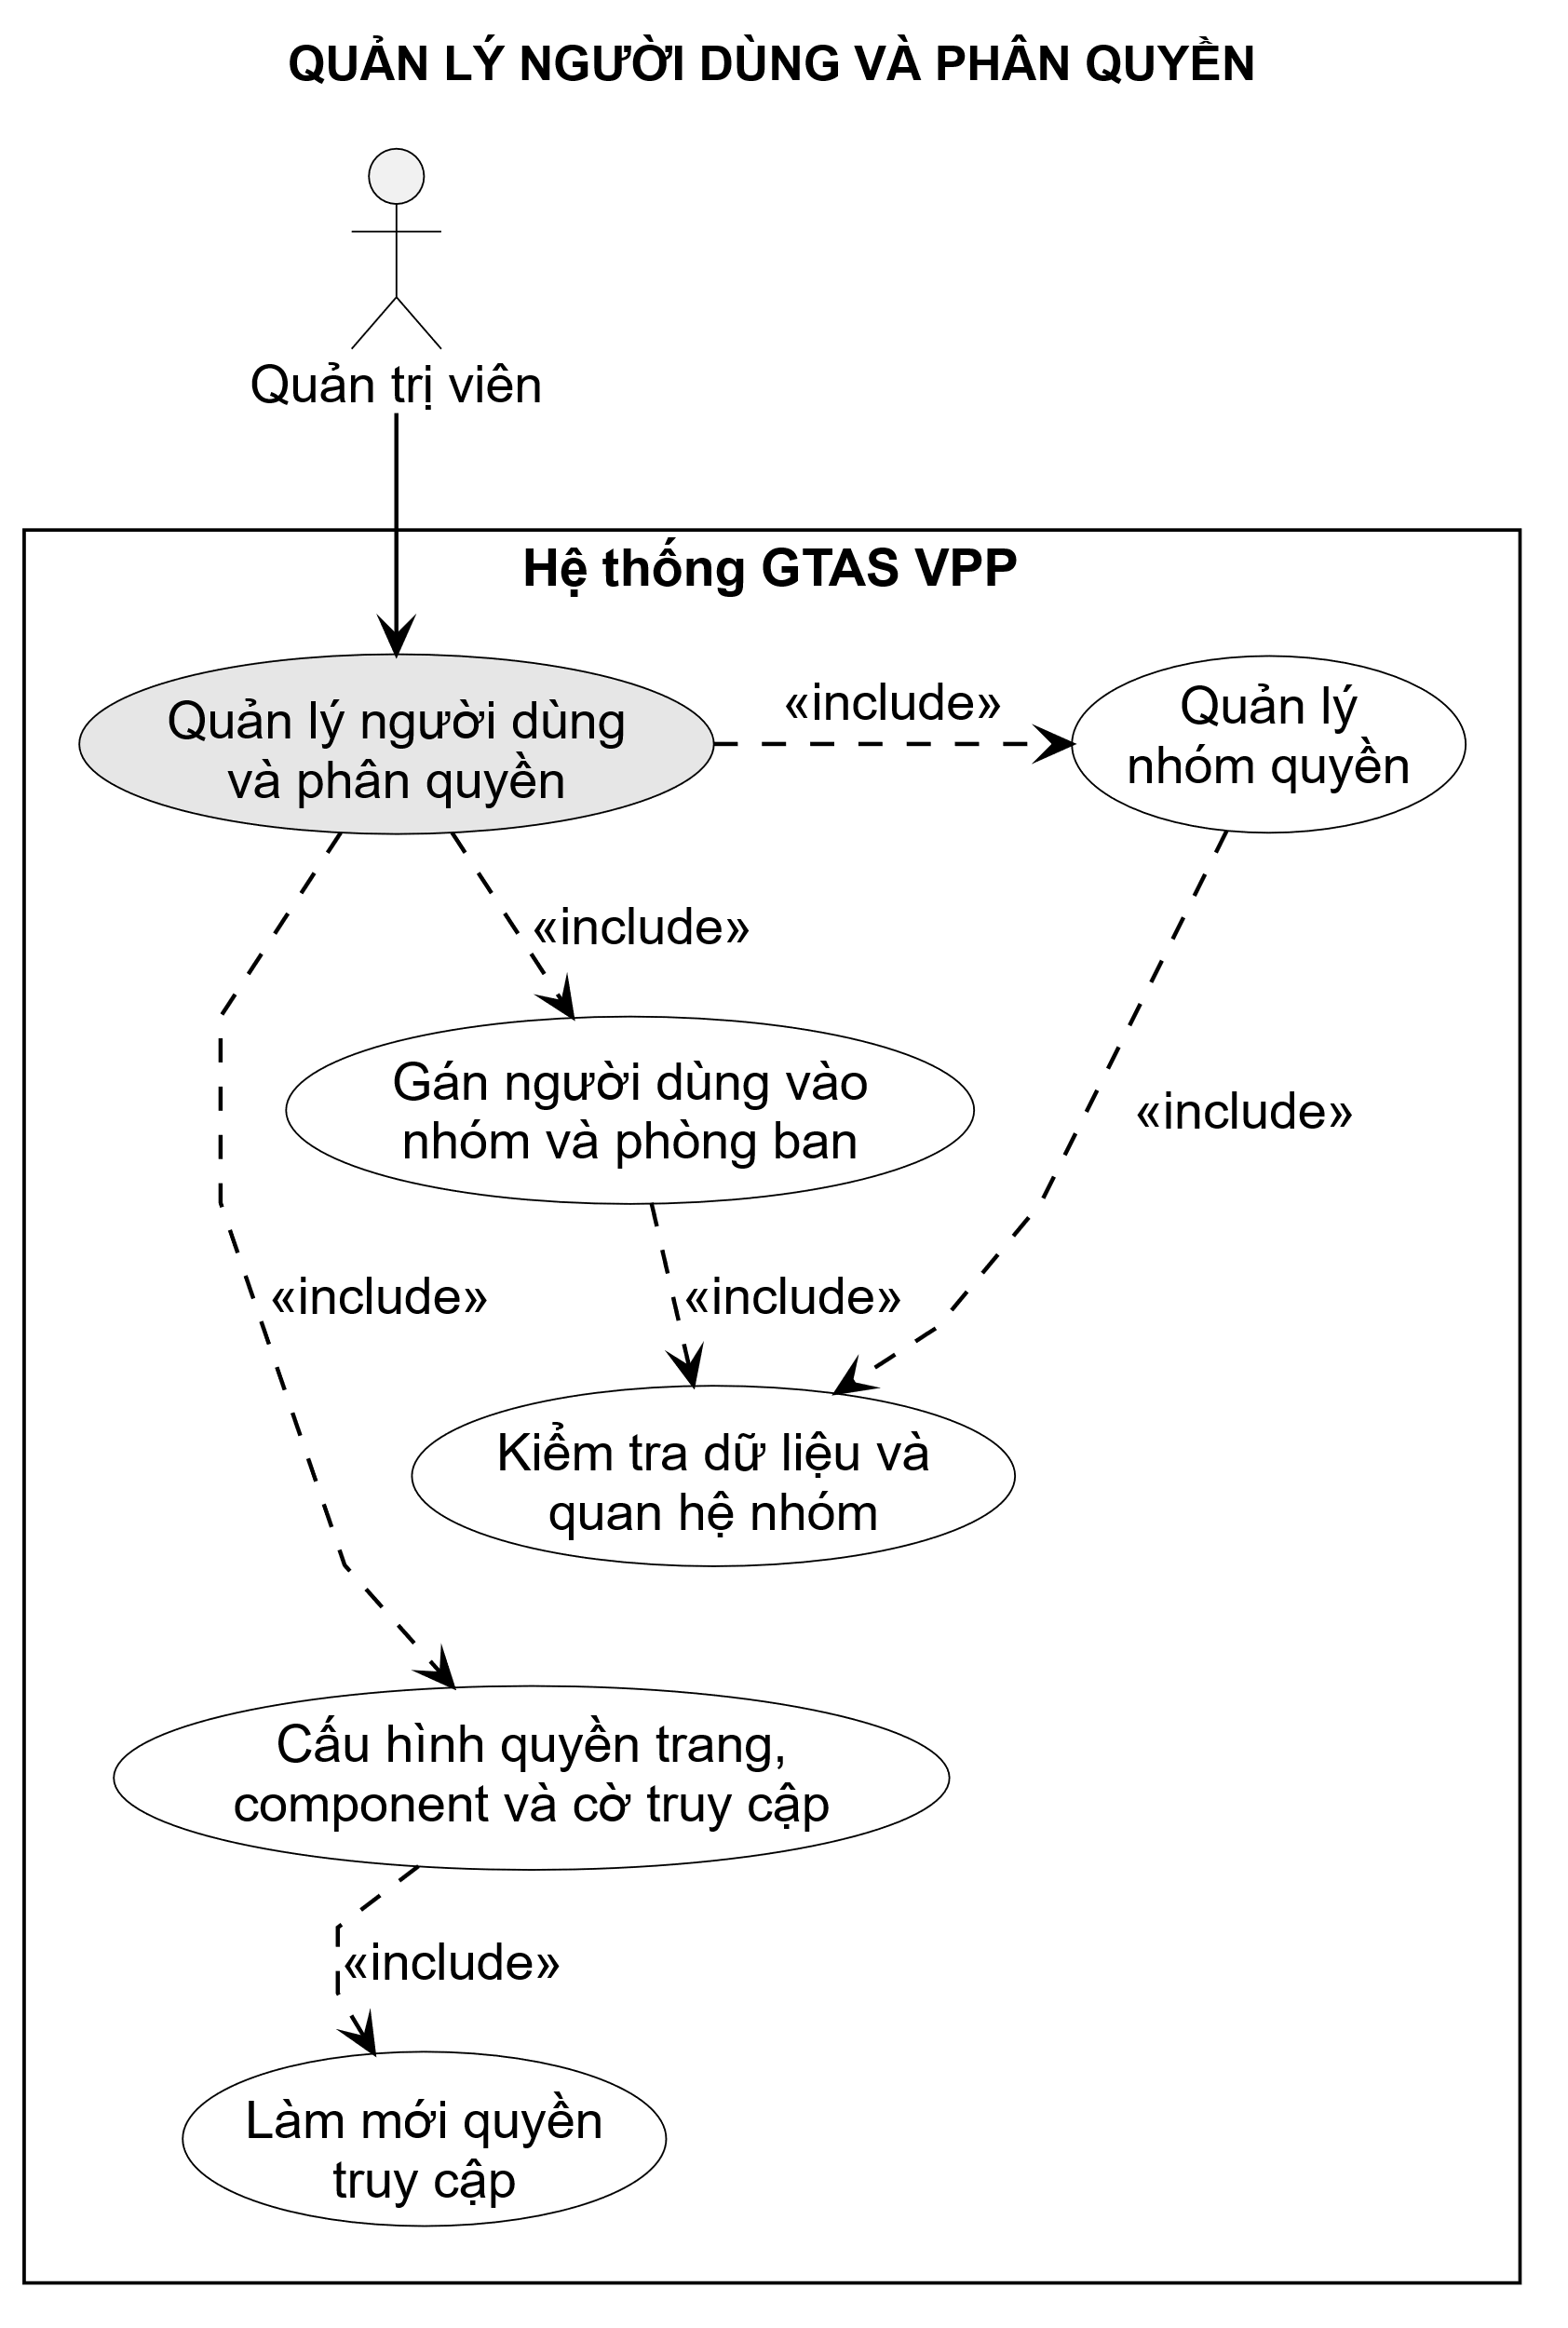 QUẢN LÝ NGƯỜI DÙNG VÀ PHÂN QUYỀN
Quản trị viên
Hệ thống GTAS VPP
Quản lý người dùng
và phân quyền
«include»
Quản lý
nhóm quyền
«include»
Gán người dùng vào
nhóm và phòng ban
«include»
«include»
«include»
Kiểm tra dữ liệu và
quan hệ nhóm
Cấu hình quyền trang,
component và cờ truy cập
«include»
Làm mới quyền
truy cập